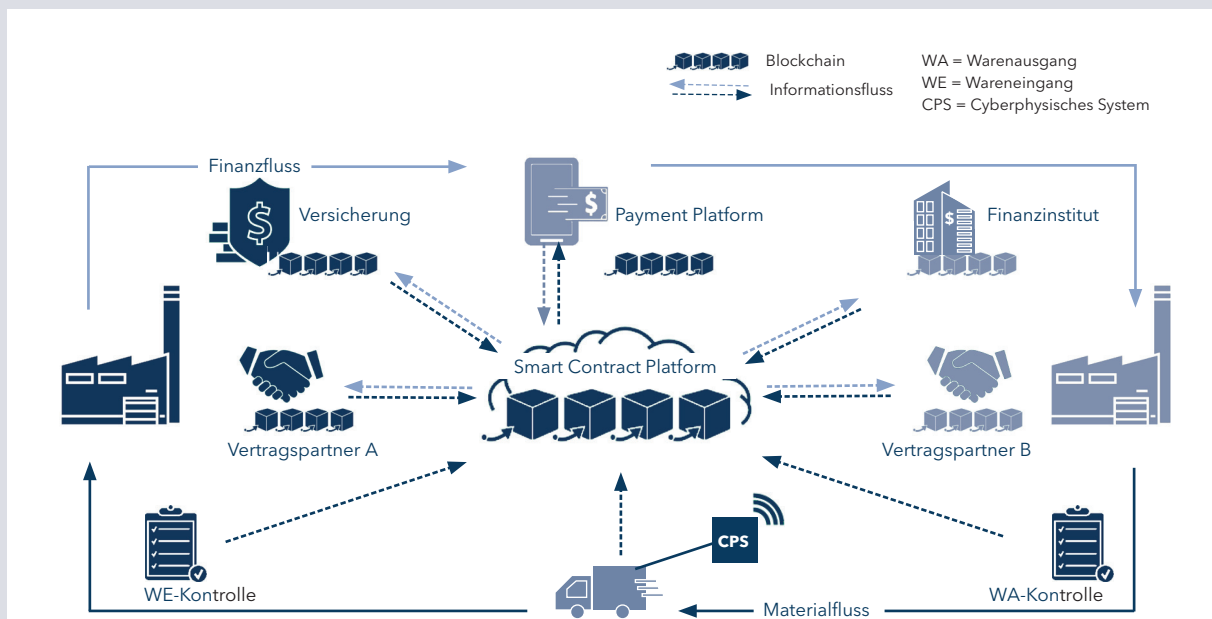 Blockchain
Informationsfluss
WA = Warenausgang
WE = Wareneingang
CPS = Cyberphysisches System
Finanzfluss
$
Versicherung
$
Payment Platform
$
Finanzinstitut
Smart Contract Platform
Vertragspartner A
Vertragspartner B
CPS
WE-Kontrolle
Materialfluss
WA-Kontrolle